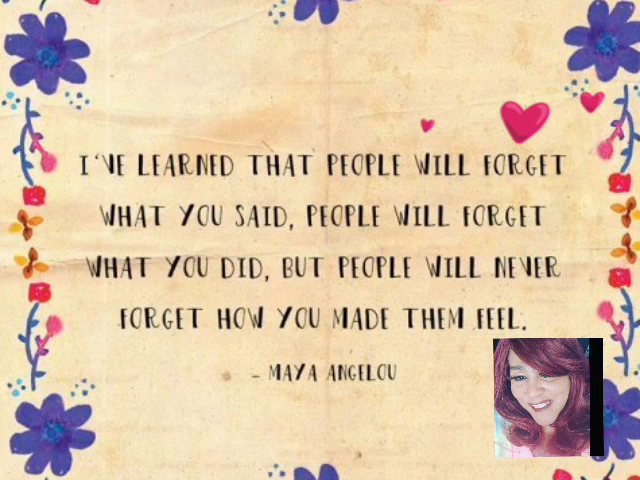 I'VE LEARNED THAT PEOPLE WILL FORGET
WHAT YOU SAID, PEOPLE WILL FORGET
WHAT YOU DID, BUT PEOPLE WILL NEVER
FORGET HOW YOU MADE THEM FEEL.
- MAYA ANGELOU